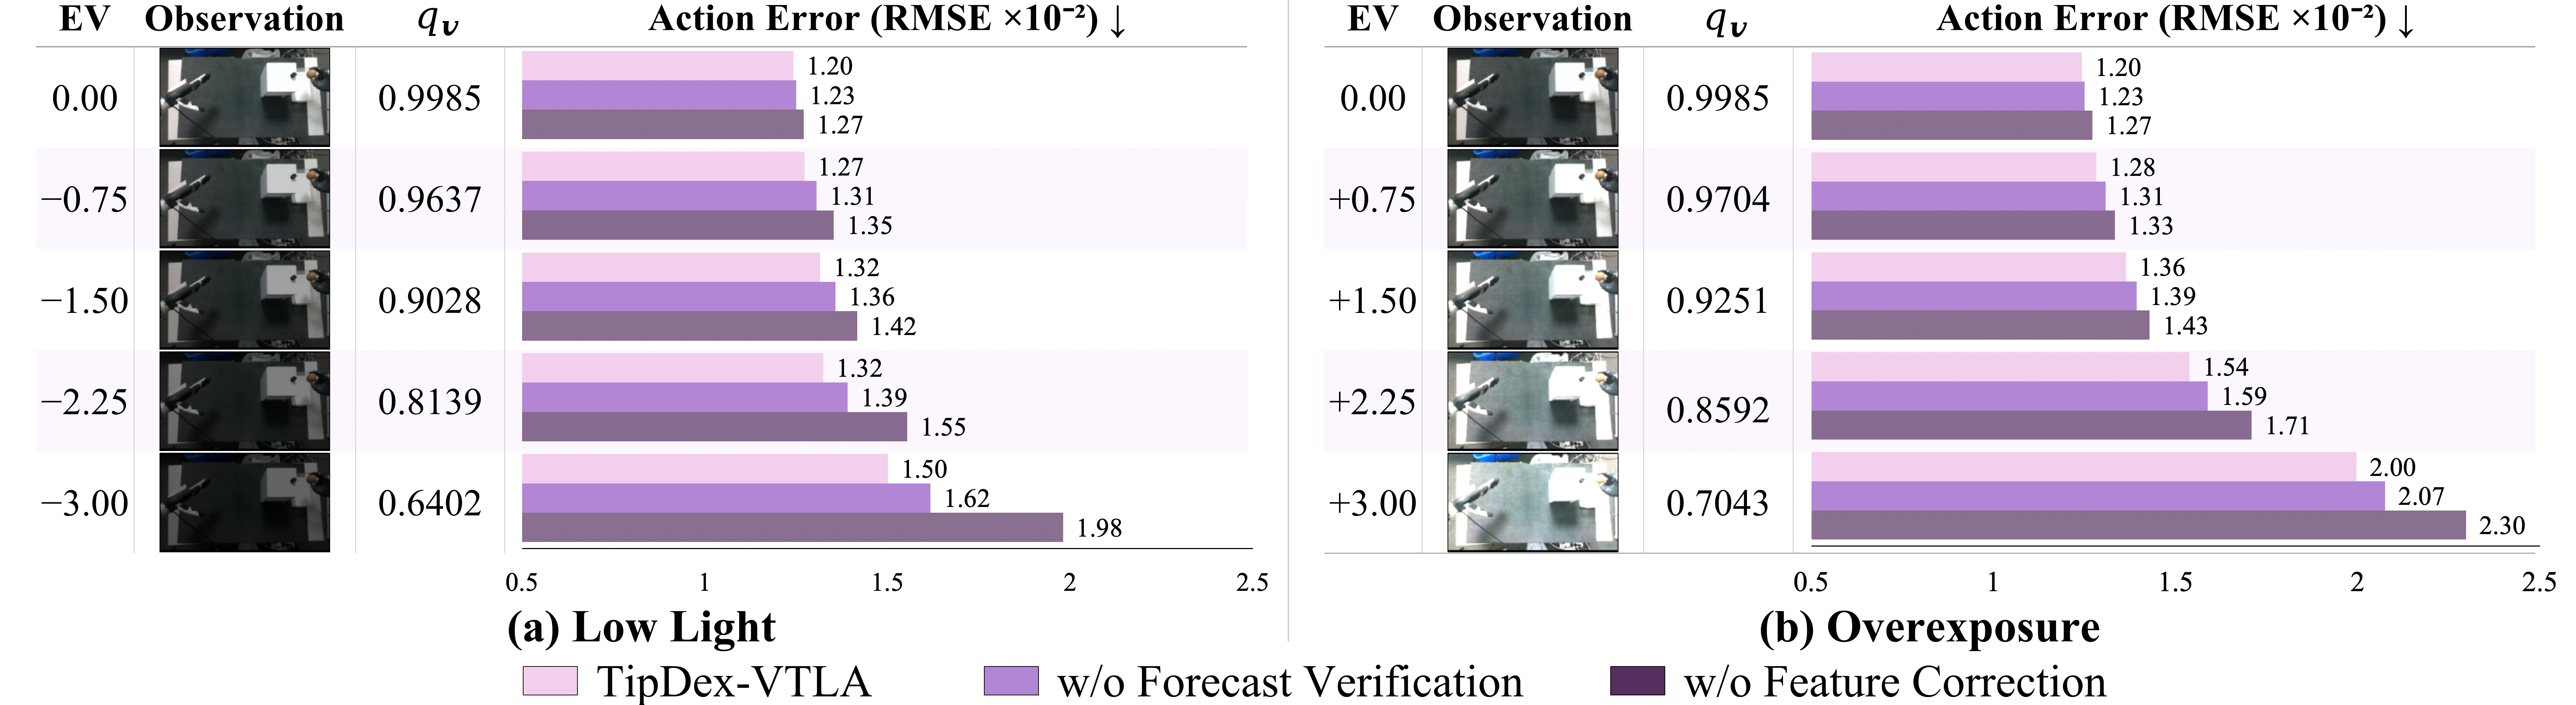 EV Observation qᵥ Action Error (RMSE ×10⁻²) ↓
0.00 0.9985 1.20 1.23 1.27
−0.75 0.9637 1.27 1.31 1.35
−1.50 0.9028 1.32 1.36 1.42
−2.25 0.8139 1.32 1.39 1.55
−3.00 0.6402 1.50 1.62 1.98
0.5 1 1.5 2 2.5
(a) Low Light
EV Observation qᵥ Action Error (RMSE ×10⁻²) ↓
0.00 0.9985 1.20 1.23 1.27
+0.75 0.9704 1.28 1.31 1.33
+1.50 0.9251 1.36 1.39 1.43
+2.25 0.8592 1.54 1.59 1.71
+3.00 0.7043 2.00 2.07 2.30
0.5 1 1.5 2 2.5
(b) Overexposure
TipDex-VTLA w/o Forecast Verification w/o Feature Correction